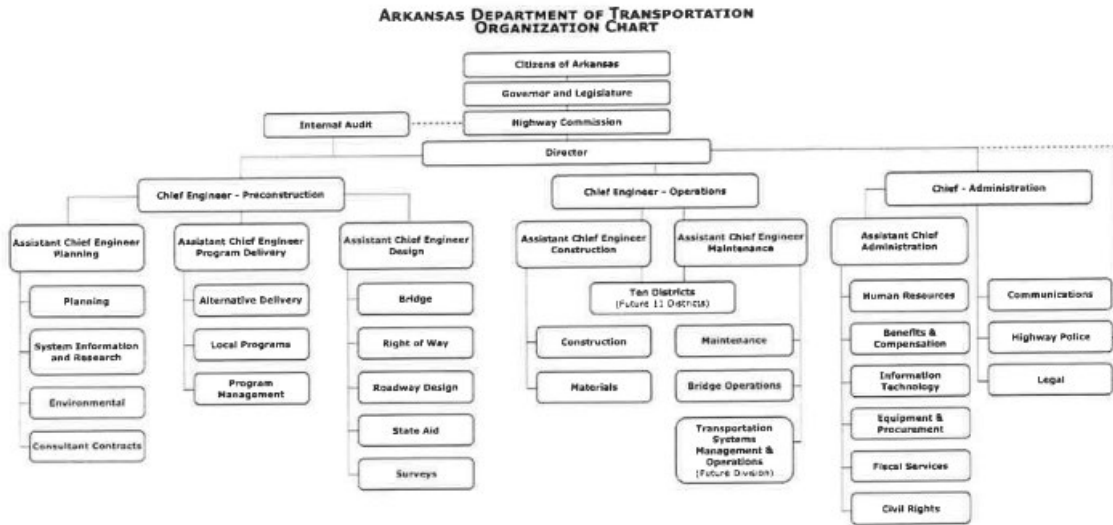 ARKANSAS DEPARTMENT OF TRANSPORTATION
ORGANIZATION CHART
Citizens of Arkansas
Governor and Legislature
Internal Audit
Highway Commission
Director
Chief Engineer - Preconstruction
Chief Engineer - Operations
Chief - Administration
Assistant Chief Engineer
Planning
Assistant Chief Engineer
Program Delivery
Assistant Chief Engineer
Design
Assistant Chief Engineer
Construction
Assistant Chief Engineer
Maintenance
Assistant Chief
Administration
Planning
System Information
and Research
Environmental
Consultant Contracts
Alternative Delivery
Local Programs
Program
Management
Bridge
Right of Way
Roadway Design
State Aid
Surveys
Ten Districts
(Future 11 Districts)
Construction
Materials
Maintenance
Bridge Operations
Transportation
Systems
Management &
Operations
(Future Division)
Human Resources
Benefits &
Compensation
Information
Technology
Equipment &
Procurement
Fiscal Services
Civil Rights
Communications
Highway Police
Legal